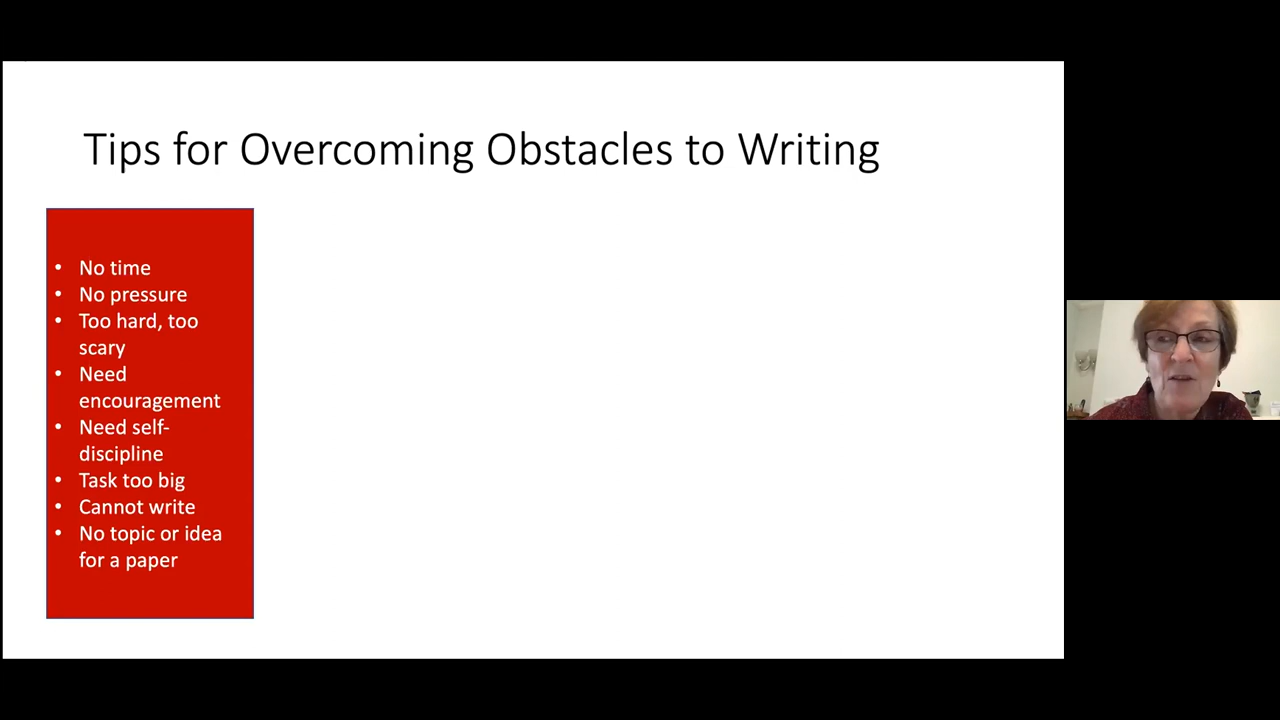 Tips for Overcoming Obstacles to Writing
• No time
• No pressure
• Too hard, too
scary
• Need
encouragement
• Need self-
discipline
• Task too big
• Cannot write
• No topic or idea
for a paper